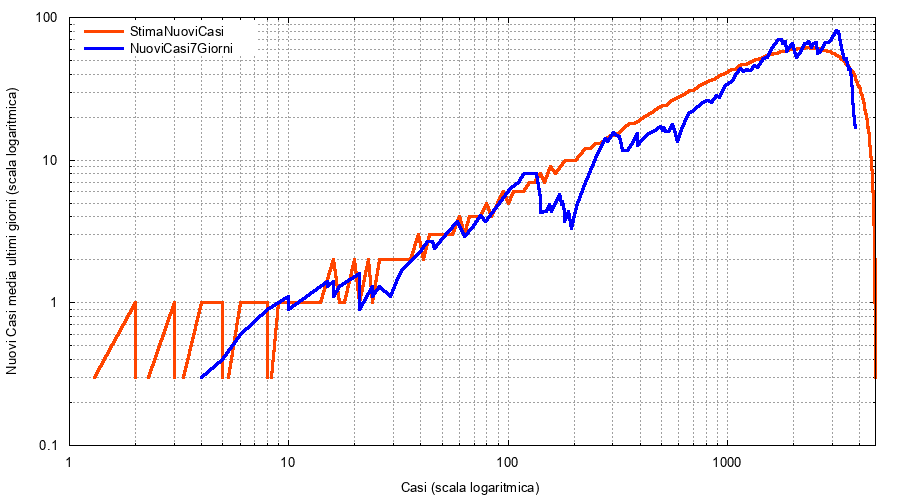 100
StimaNuoviCasi
NuoviCasi7Giorni
10
1
0.1
Nuovi Casi media ultimi giorni (scala logaritmica)
1
10
100
1000
Casi (scala logaritmica)